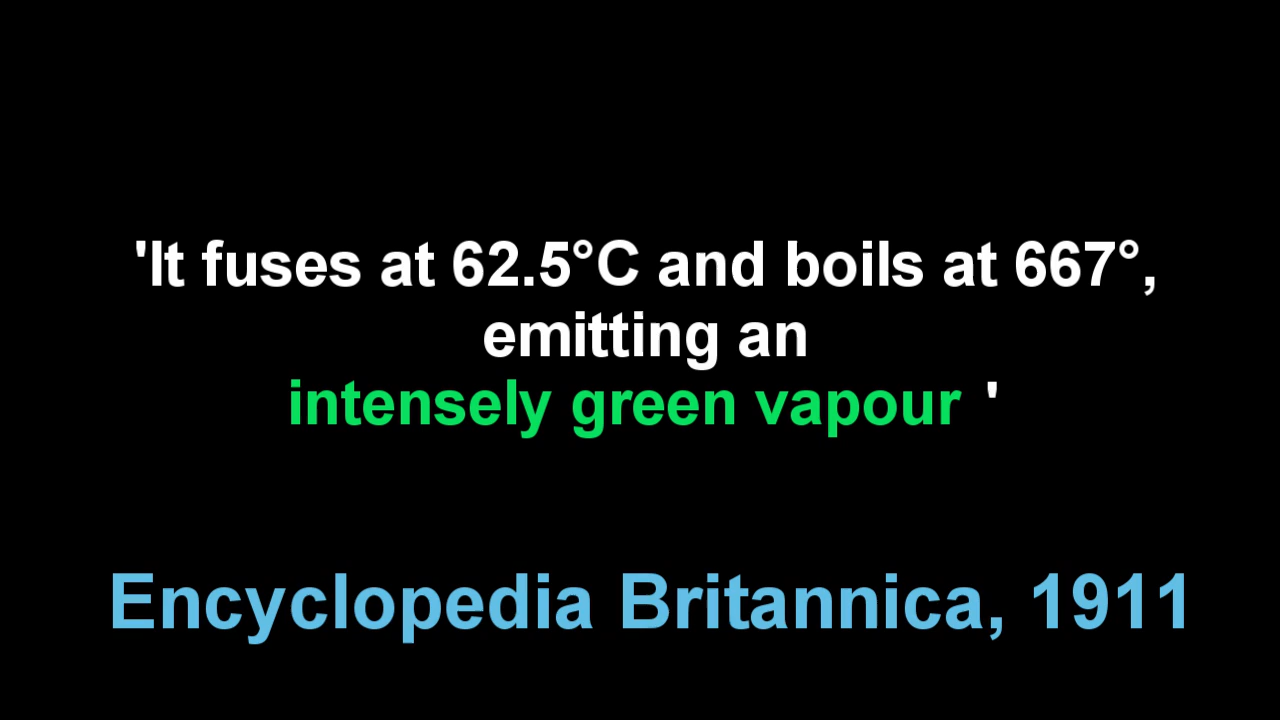 'It fuses at 62.5°C and boils at 667°,
emitting an
intensely green vapour '
Encyclopedia Britannica, 1911